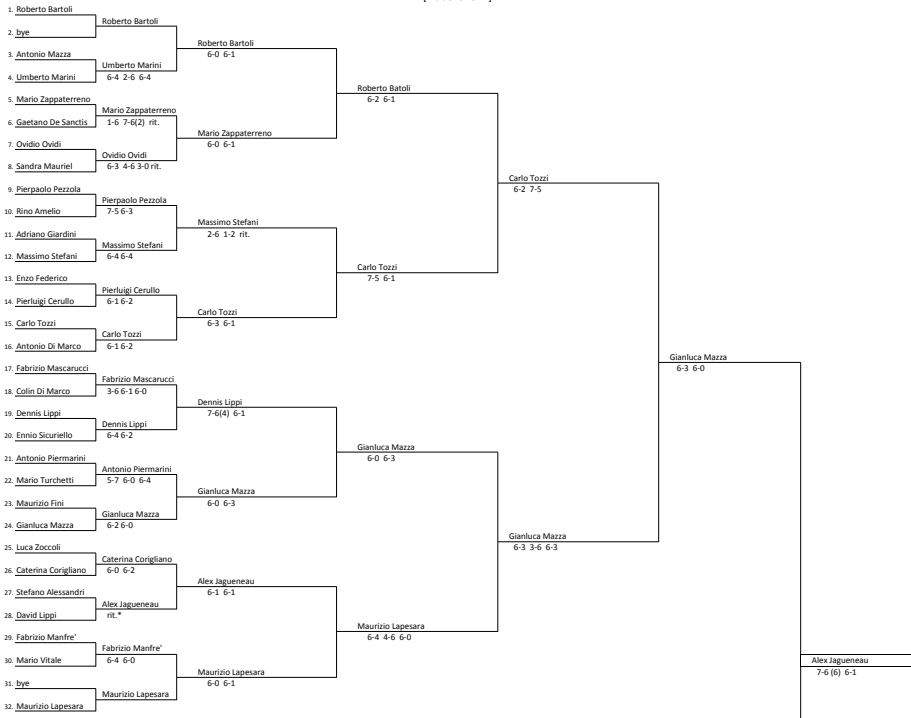 1. Roberto Bartoli
Roberto Bartoli
2. bye
Roberto Bartoli
6-0 6-1
3. Antonio Mazza
Umberto Marini
6-4 2-6 6-4
4. Umberto Marini
Roberto Batoli
6-2 6-1
5. Mario Zappaterreno
Mario Zappaterreno
1-6 7-6(2) rit.
6. Gaetano De Sanctis
Mario Zappaterreno
6-0 6-1
7. Ovidio Ovidi
Ovidio Ovidi
6-3 4-6 3-0 rit.
8. Sandra Mauriel
Carlo Tozzi
6-2 7-5
9. Pierpaolo Pezzola
Pierpaolo Pezzola
7-5 6-3
10. Rino Amelio
Massimo Stefani
2-6 1-2 rit.
11. Adriano Giardini
Massimo Stefani
6-4 6-4
12. Massimo Stefani
Carlo Tozzi
7-5 6-1
13. Enzo Federico
Pierluigi Cerullo
6-1 6-2
14. Pierluigi Cerullo
Carlo Tozzi
6-3 6-1
15. Carlo Tozzi
Carlo Tozzi
6-1 6-2
16. Antonio Di Marco
Gianluca Mazza
6-3 6-0
17. Fabrizio Mascarucci
Fabrizio Mascarucci
3-6 6-1 6-0
18. Colin Di Marco
Dennis Lippi
7-6(4) 6-1
19. Dennis Lippi
Dennis Lippi
6-4 6-2
20. Ennio Sicuriello
Gianluca Mazza
6-0 6-3
21. Antonio Piermarini
Antonio Piermarini
5-7 6-0 6-4
22. Mario Turchetti
Gianluca Mazza
6-0 6-3
23. Maurizio Fini
Gianluca Mazza
6-2 6-0
24. Gianluca Mazza
Gianluca Mazza
6-3 3-6 6-3
25. Luca Zoccoli
Caterina Corigliano
6-0 6-2
26. Caterina Corigliano
Alex Jagueneau
6-1 6-1
27. Stefano Alessandri
Alex Jagueneau
rit.*
28. David Lippi
Maurizio Lapesara
6-4 4-6 6-0
29. Fabrizio Manfre'
Fabrizio Manfre'
6-4 6-0
30. Mario Vitale
Alex Jagueneau
7-6 (6) 6-1
Maurizio Lapesara
6-0 6-1
31. bye
Maurizio Lapesara
32. Maurizio Lapesara